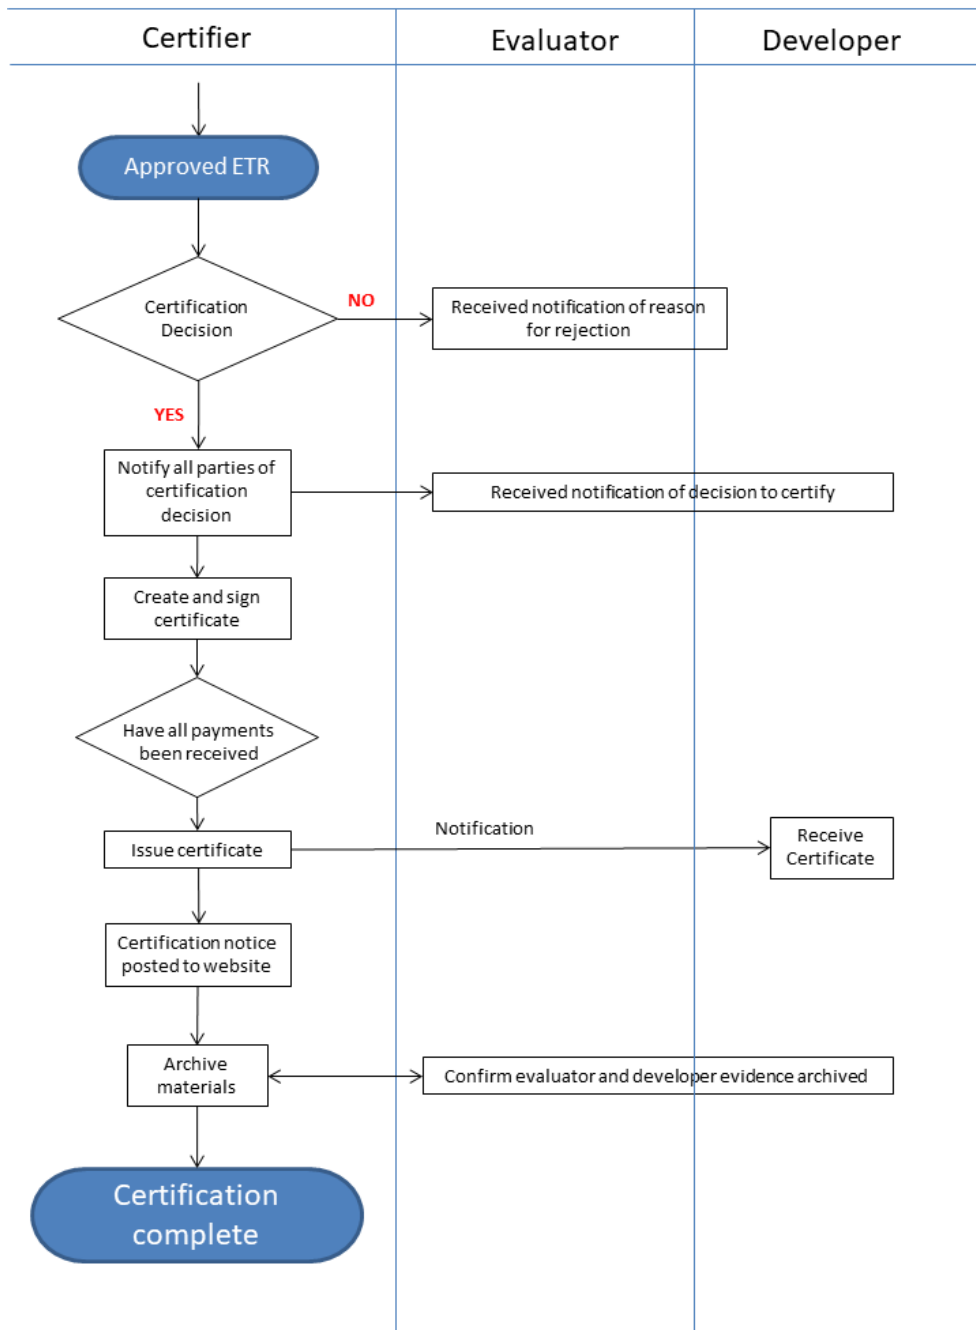 Certifier
Evaluator
Developer
Approved ETR
Certification
Decision
NO
Received notification of reason
for rejection
YES
Notify all parties of
certification
decision
Received notification of decision to certify
Create and sign
certificate
Have all payments
been received
Issue certificate
Notification
Receive
Certificate
Certification notice
posted to website
Archive
materials
Confirm evaluator and developer evidence archived
Certification
complete